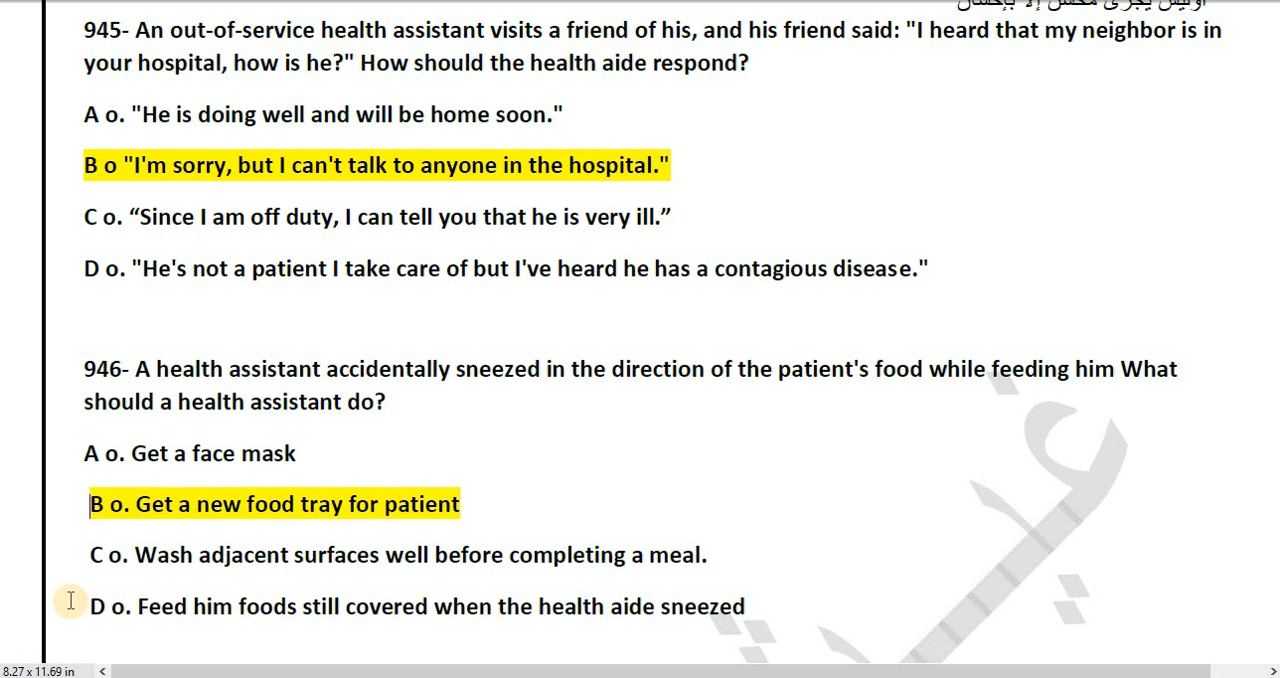 945- An out-of-service health assistant visits a friend of his, and his friend said: "I heard that my neighbor is in
your hospital, how is he?" How should the health aide respond?
A o. "He is doing well and will be home soon."
B o "I'm sorry, but I can't talk to anyone in the hospital."
C o. “Since I am off duty, I can tell you that he is very ill.”
D o. "He's not a patient I take care of but I've heard he has a contagious disease."
946- A health assistant accidentally sneezed in the direction of the patient's food while feeding him What
should a health assistant do?
A o. Get a face mask
B o. Get a new food tray for patient
C o. Wash adjacent surfaces well before completing a meal.
D o. Feed him foods still covered when the health aide sneezed
8.27 x 11.69 in